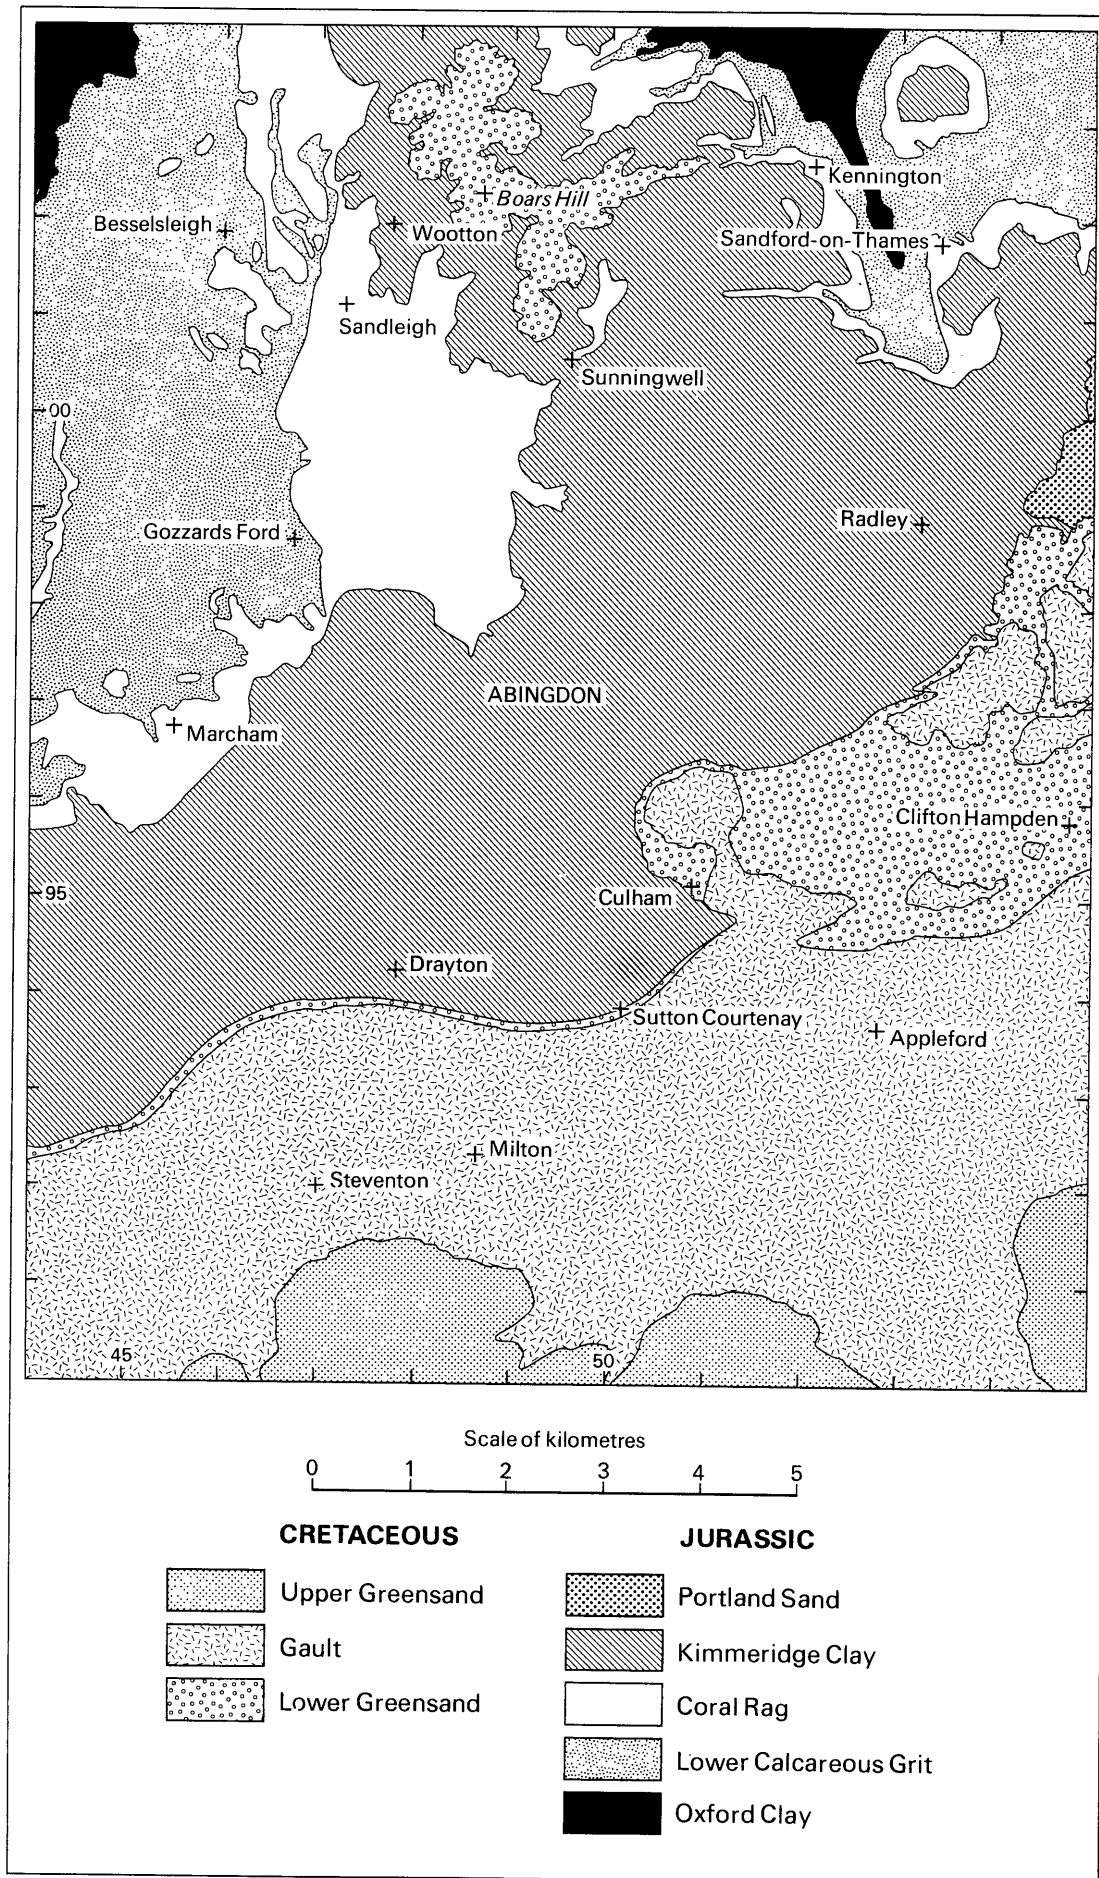 Kennington
Boars Hill
Besselsleigh
Wootton
Sandford-on-Thames
Sandleigh
Sunningwell
00
Radley
Gozzards Ford
ABINGDON
Marcham
Clifton Hampden
95
Culham
Drayton
Sutton Courtenay
Appleford
Milton
Steventon
45
50
Scale of kilometres
0 1 2 3 4 5
CRETACEOUS
Upper Greensand
Gault
Lower Greensand
JURASSIC
Portland Sand
Kimmeridge Clay
Coral Rag
Lower Calcareous Grit
Oxford Clay